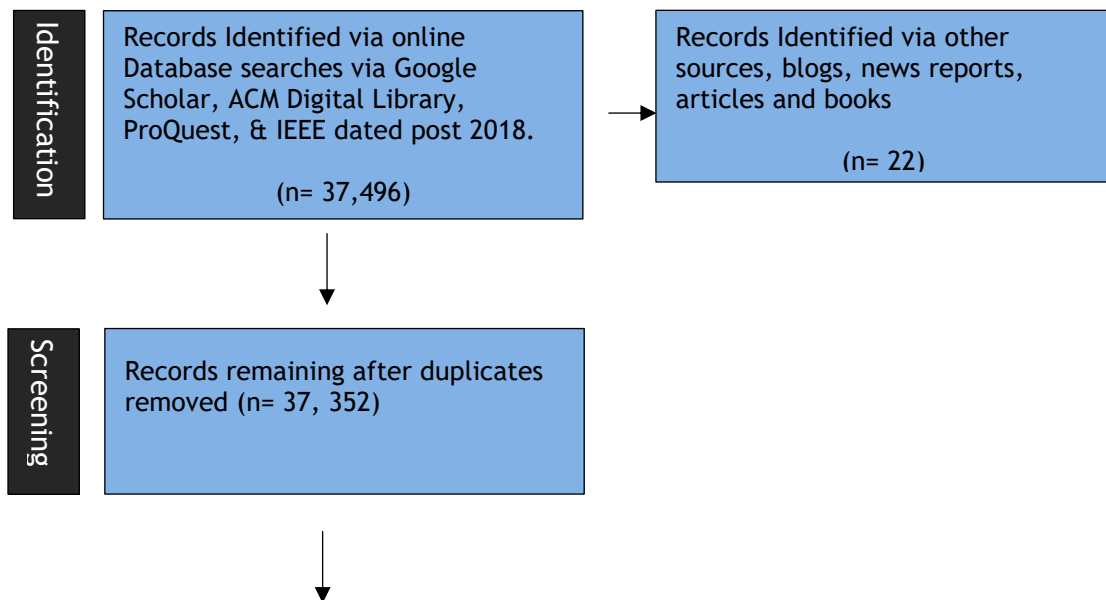 Identification
Records Identified via online
Database searches via Google
Scholar, ACM Digital Library,
ProQuest, & IEEE dated post 2018.
(n= 37,496)
Records Identified via other
sources, blogs, news reports,
articles and books
(n= 22)
Screening
Records remaining after duplicates
removed (n= 37, 352)